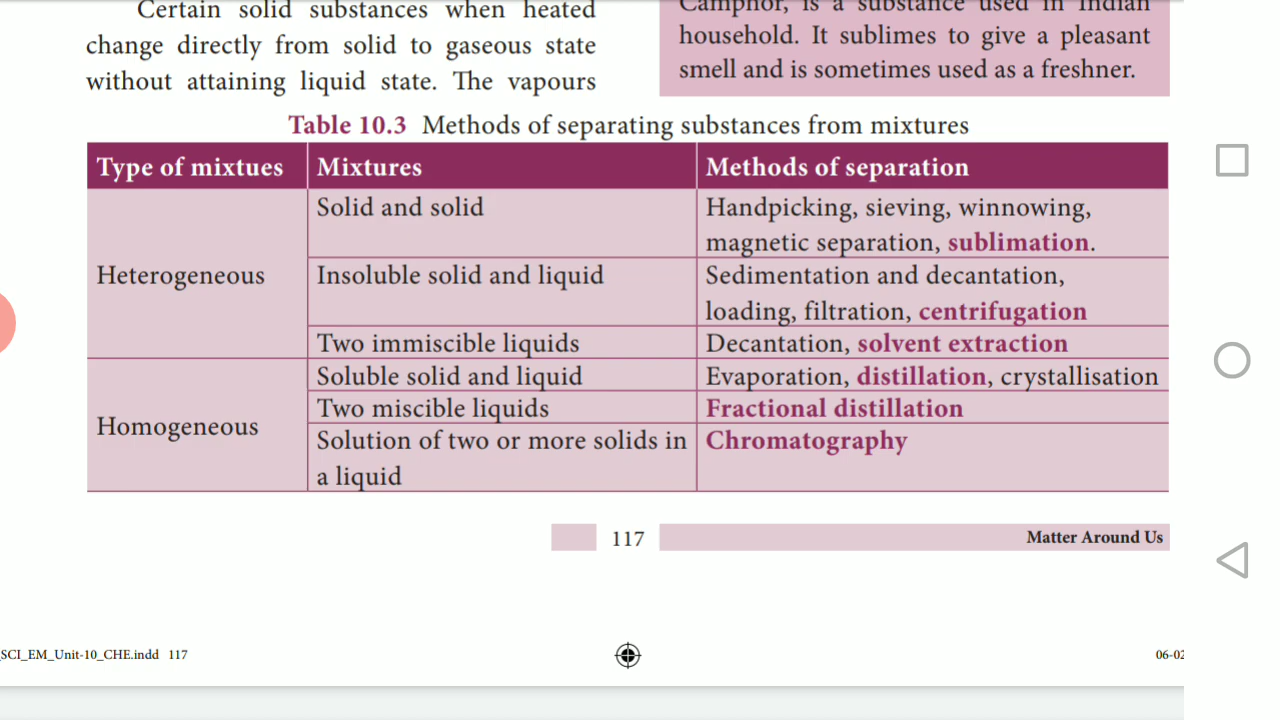 Certain solid substances when heated
change directly from solid to gaseous state
without attaining liquid state. The vapours
Camphor, is a substance used in Indian
household. It sublimes to give a pleasant
smell and is sometimes used as a freshner.
Table 10.3 Methods of separating substances from mixtures
Type of mixtues Mixtures Methods of separation
Heterogeneous
Solid and solid
Handpicking, sieving, winnowing,
magnetic separation, sublimation.
Insoluble solid and liquid
Sedimentation and decantation,
loading, filtration, centrifugation
Two immiscible liquids
Decantation, solvent extraction
Homogeneous
Soluble solid and liquid
Evaporation, distillation, crystallisation
Two miscible liquids
Fractional distillation
Solution of two or more solids in
a liquid
Chromatography
117
Matter Around Us
_SCI_EM_Unit-10_CHE.indd 117
06-02